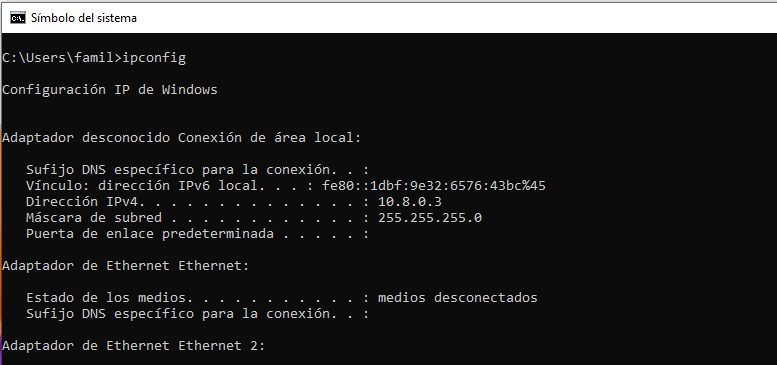 Símbolo del sistema
C:\Users\famil>ipconfig
Configuración IP de Windows
Adaptador desconocido Conexión de área local:
Sufijo DNS específico para la conexión. . :
Vínculo: dirección IPv6 local. . . : fe80::1dbf:9e32:6576:43bc%45
Dirección IPv4. . . . . . . . . . . . . . : 10.8.0.3
Máscara de subred . . . . . . . . . . . . : 255.255.255.0
Puerta de enlace predeterminada . . . . . :
Adaptador de Ethernet Ethernet:
Estado de los medios. . . . . . . . . . . : medios desconectados
Sufijo DNS específico para la conexión. . :
Adaptador de Ethernet Ethernet 2: